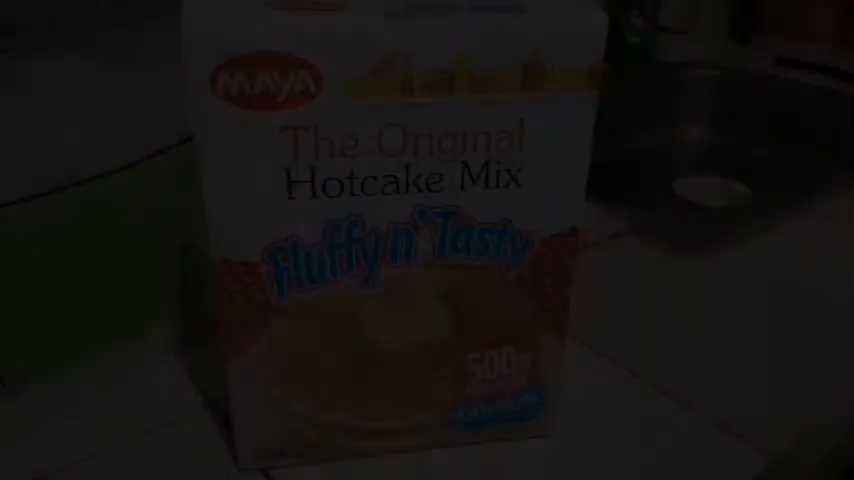 MAYA
The Original
Hotcake Mix
Fluffy n' Tasty
500g